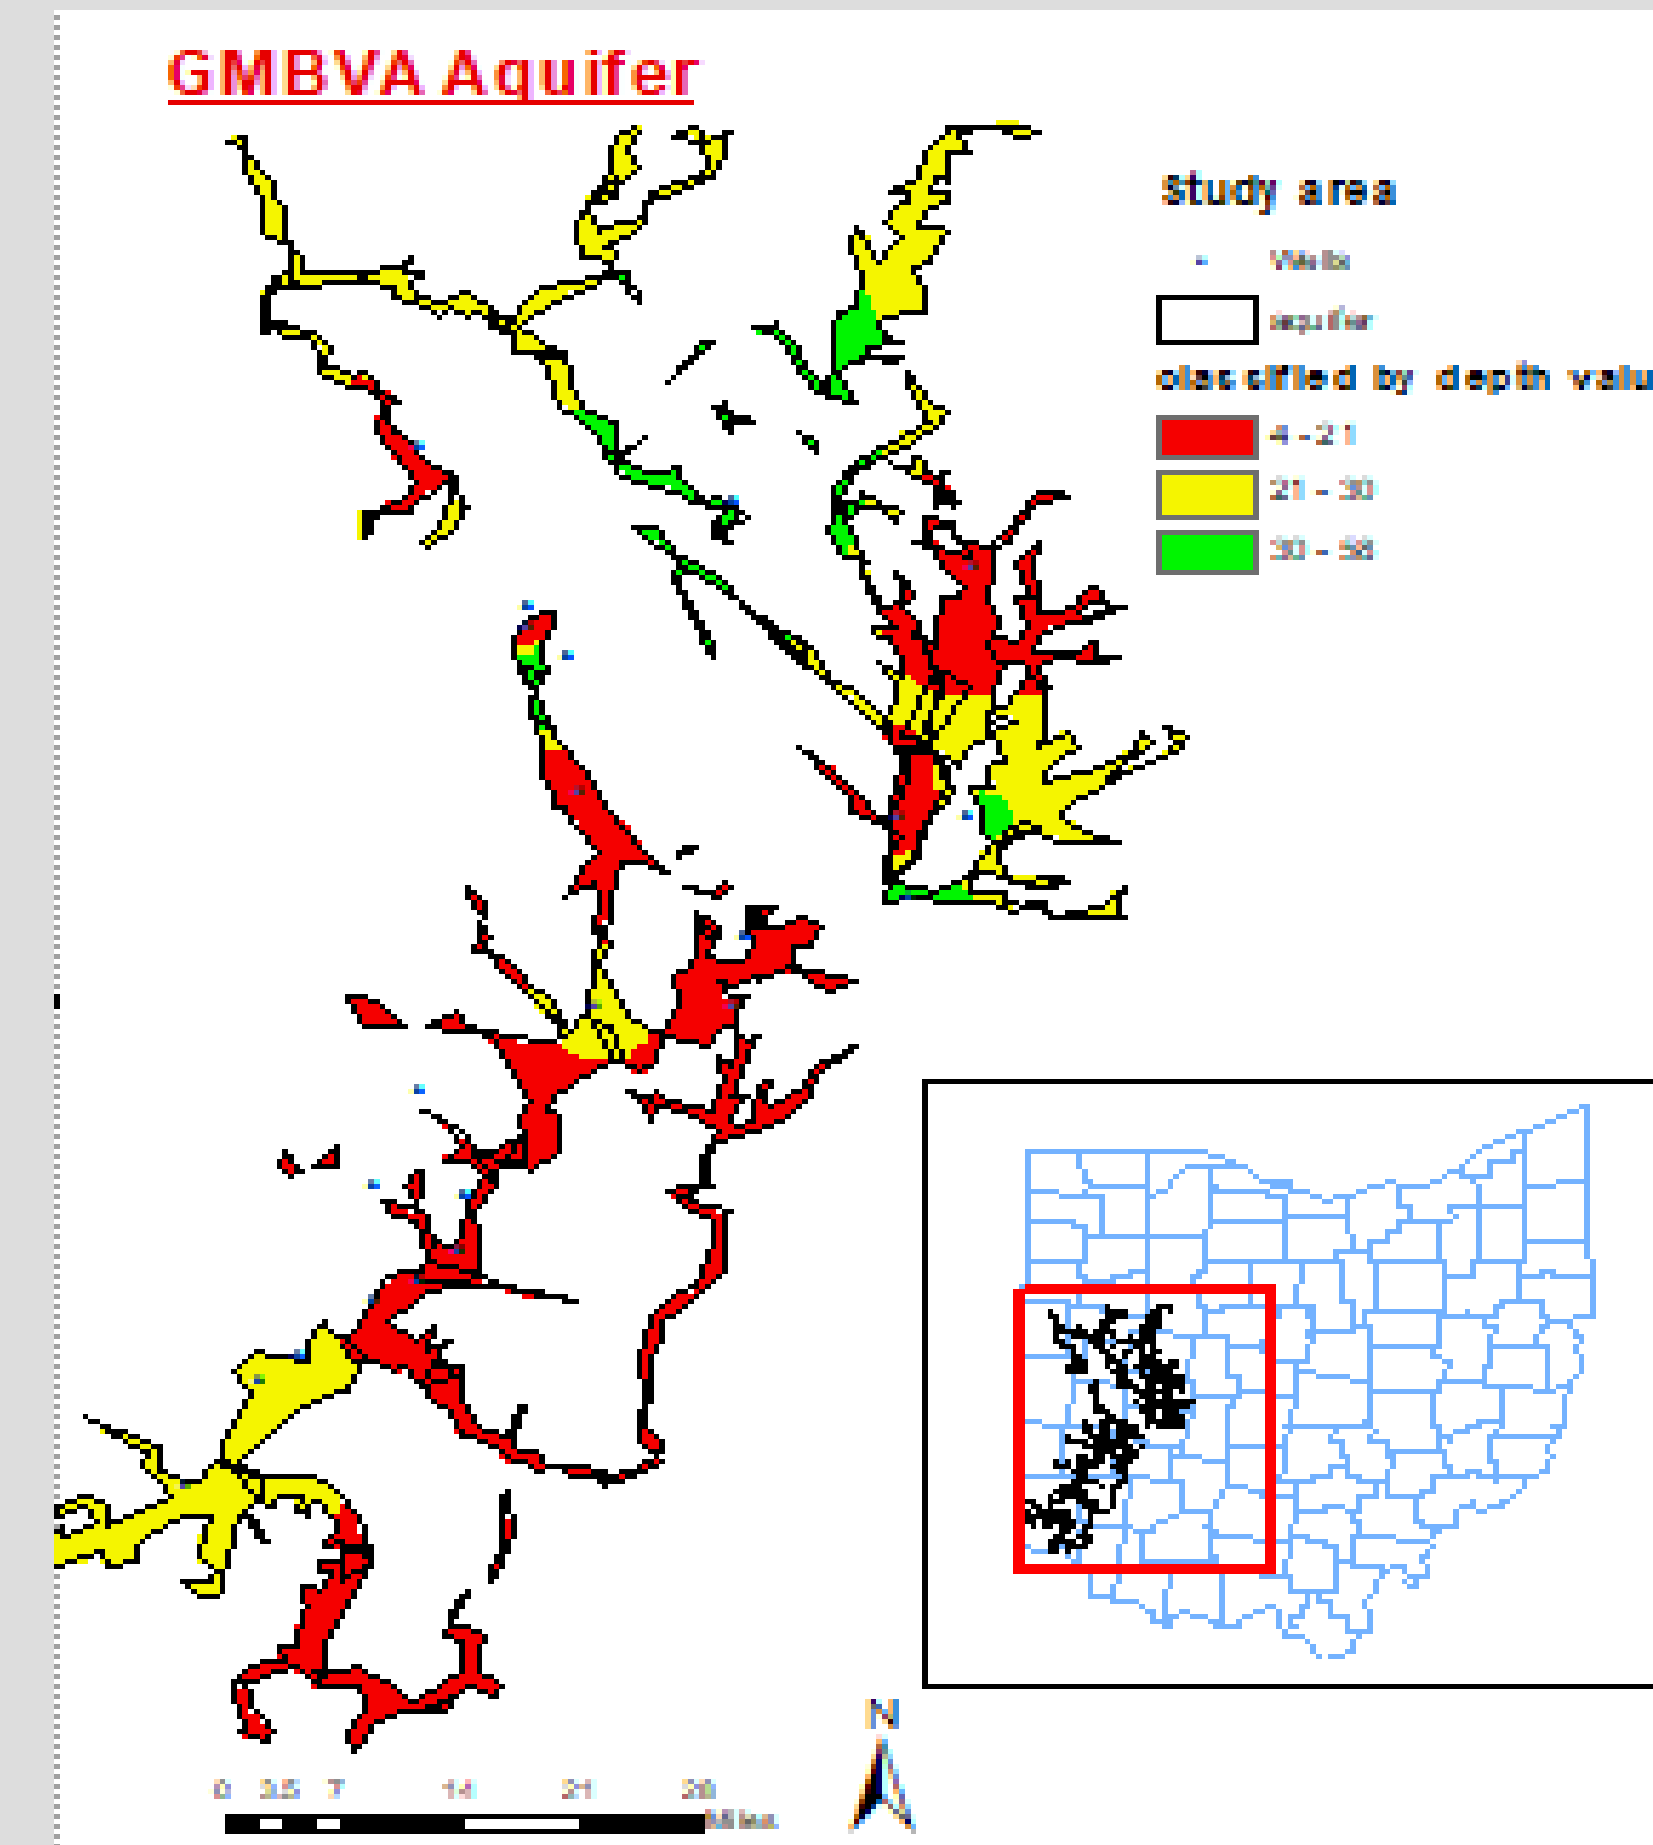 GMBVA Aquifer
Study area
Wells
aquifer
classified by depth valu
4 - 21
21 - 30
30 - 58
N
0 3.5 7 14 21 28
Miles